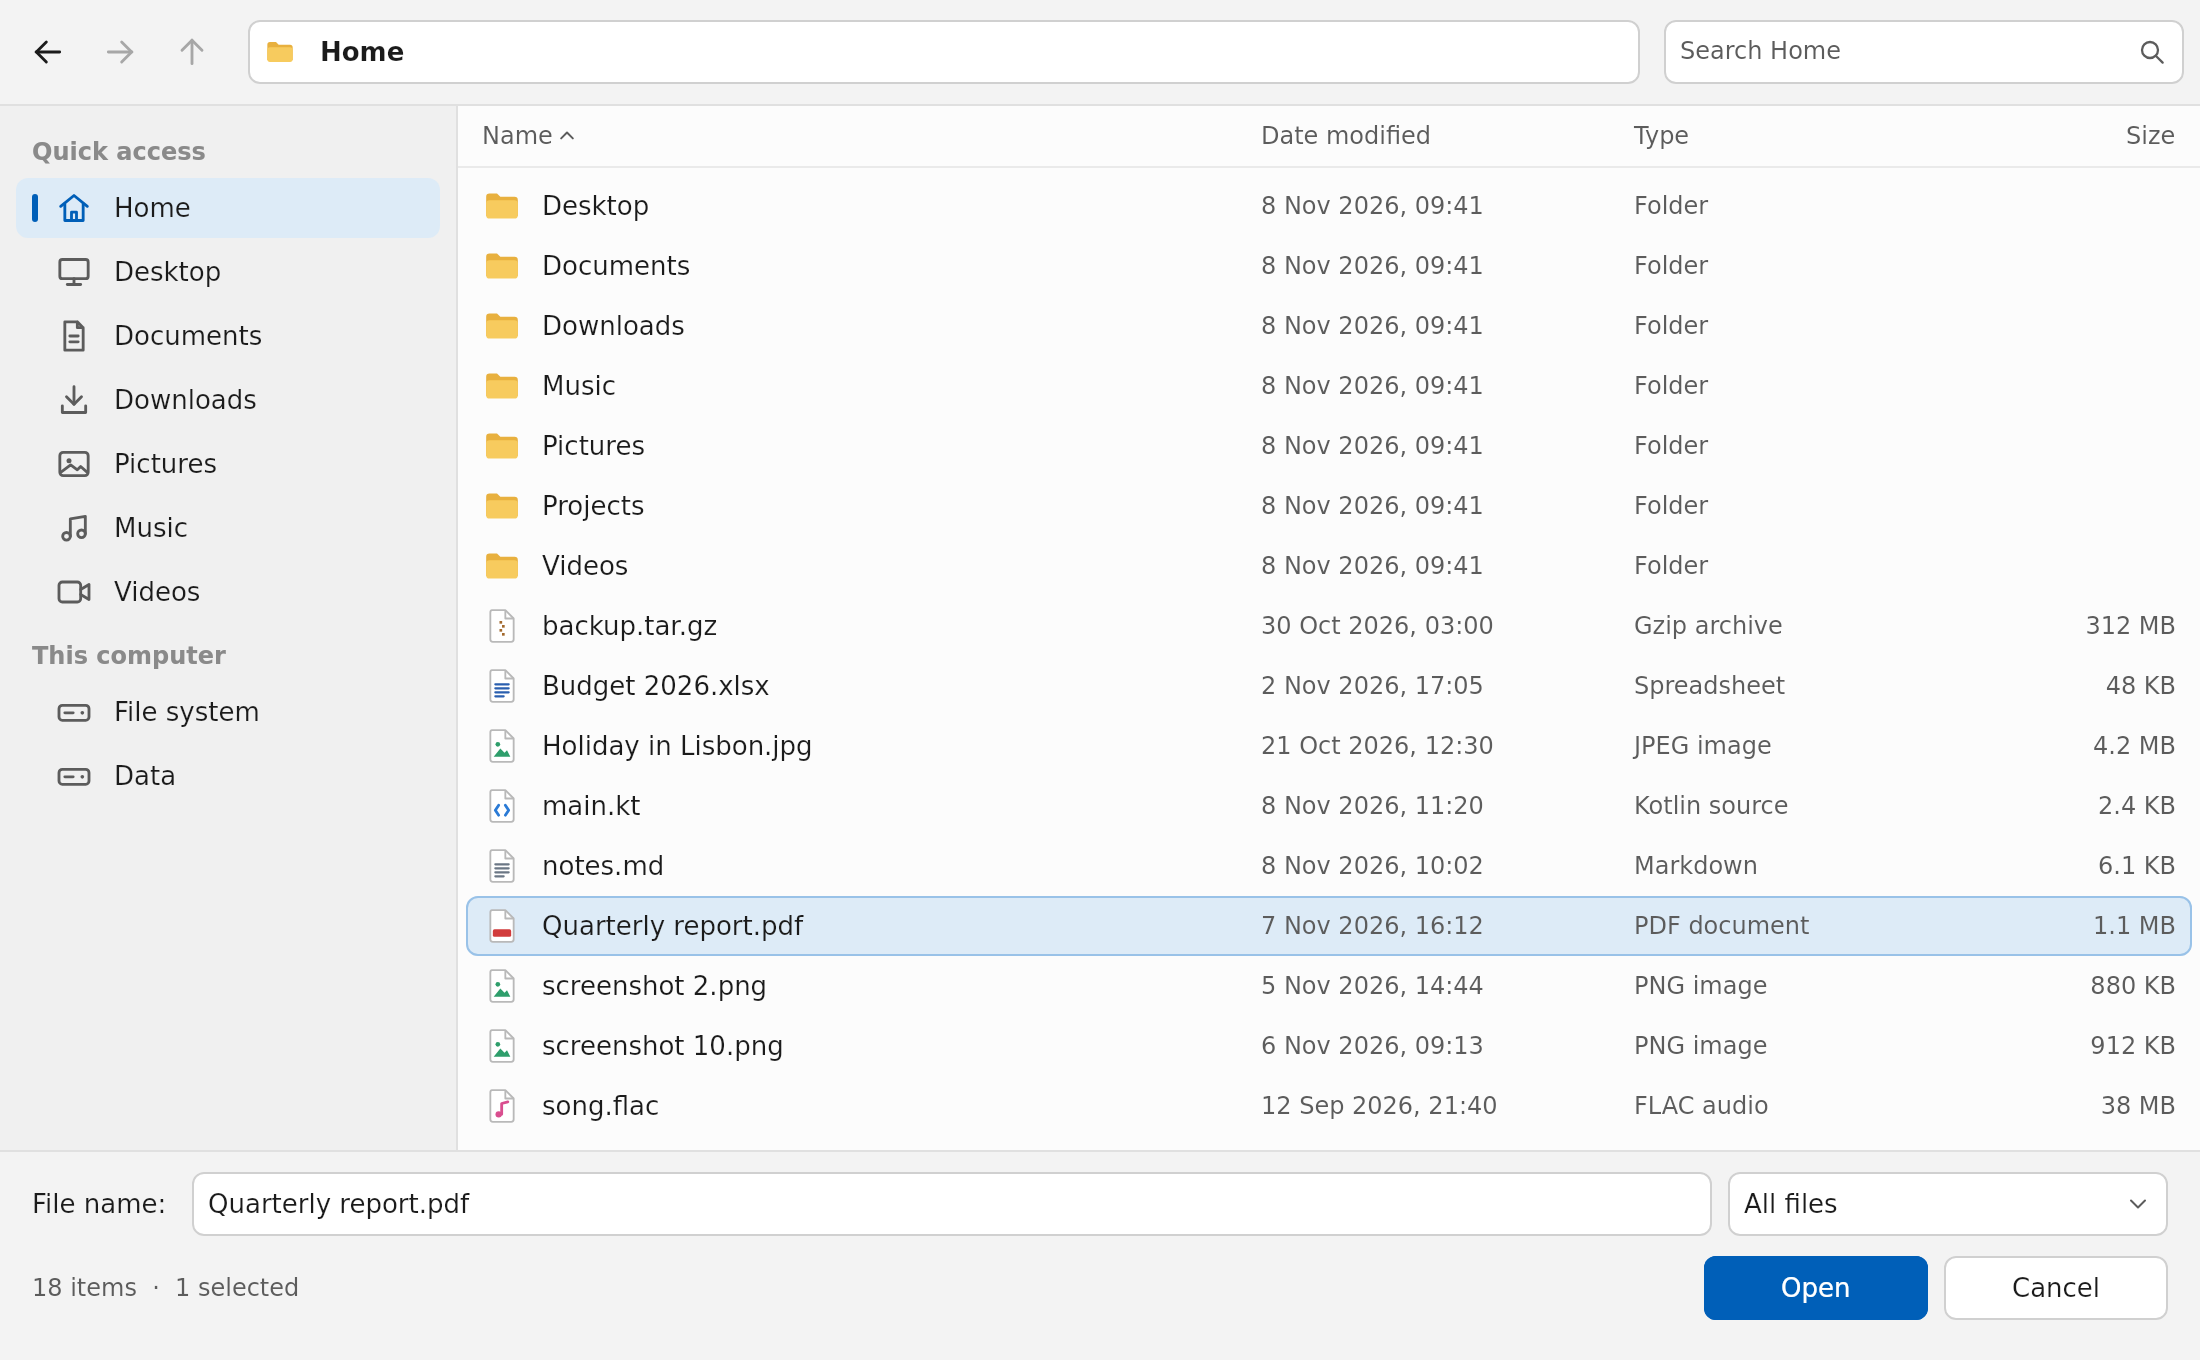 Home
Search Home
Quick access
Home
Desktop
Documents
Downloads
Pictures
Music
Videos
This computer
File system
Data
Name Date modified Type Size
Desktop 8 Nov 2026, 09:41 Folder
Documents 8 Nov 2026, 09:41 Folder
Downloads 8 Nov 2026, 09:41 Folder
Music 8 Nov 2026, 09:41 Folder
Pictures 8 Nov 2026, 09:41 Folder
Projects 8 Nov 2026, 09:41 Folder
Videos 8 Nov 2026, 09:41 Folder
backup.tar.gz 30 Oct 2026, 03:00 Gzip archive 312 MB
Budget 2026.xlsx 2 Nov 2026, 17:05 Spreadsheet 48 KB
Holiday in Lisbon.jpg 21 Oct 2026, 12:30 JPEG image 4.2 MB
main.kt 8 Nov 2026, 11:20 Kotlin source 2.4 KB
notes.md 8 Nov 2026, 10:02 Markdown 6.1 KB
Quarterly report.pdf 7 Nov 2026, 16:12 PDF document 1.1 MB
screenshot 2.png 5 Nov 2026, 14:44 PNG image 880 KB
screenshot 10.png 6 Nov 2026, 09:13 PNG image 912 KB
song.flac 12 Sep 2026, 21:40 FLAC audio 38 MB
File name: Quarterly report.pdf All files
18 items · 1 selected
Open Cancel